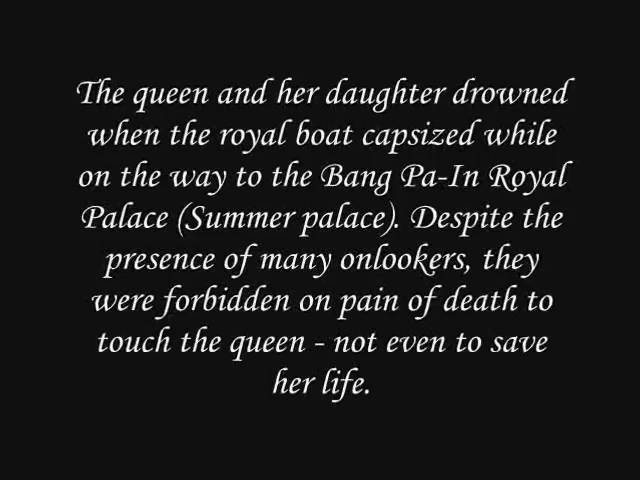 The queen and her daughter drowned
when the royal boat capsized while
on the way to the Bang Pa-In Royal
Palace (Summer palace). Despite the
presence of many onlookers, they
were forbidden on pain of death to
touch the queen - not even to save
her life.